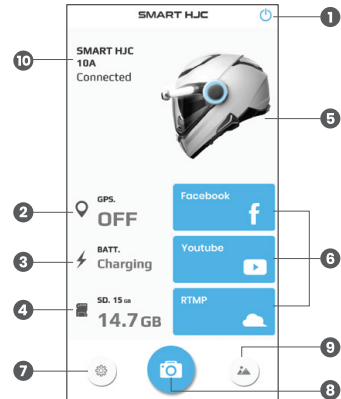 SMART HJC
1
SMART HJC
10A
Connected
10
5
GPS.
OFF
2
Facebook
f
BATT.
Charging
3
Youtube
6
SD. 15 GB
14.7 GB
4
RTMP
7
8
9